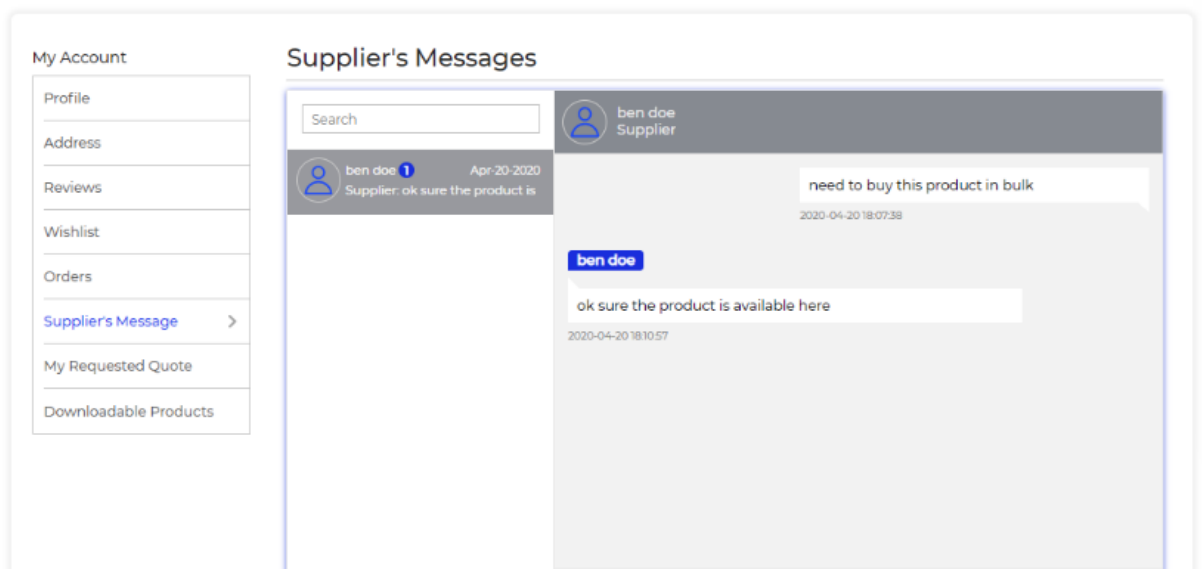 My Account
Profile
Address
Reviews
Wishlist
Orders
Supplier's Message
My Requested Quote
Downloadable Products
Supplier's Messages
Search
ben doe 1 Apr-20-2020
Supplier: ok sure the product is
ben doe
Supplier
need to buy this product in bulk
2020-04-20 18:07:38
ben doe
ok sure the product is available here
2020-04-20 18:10:57